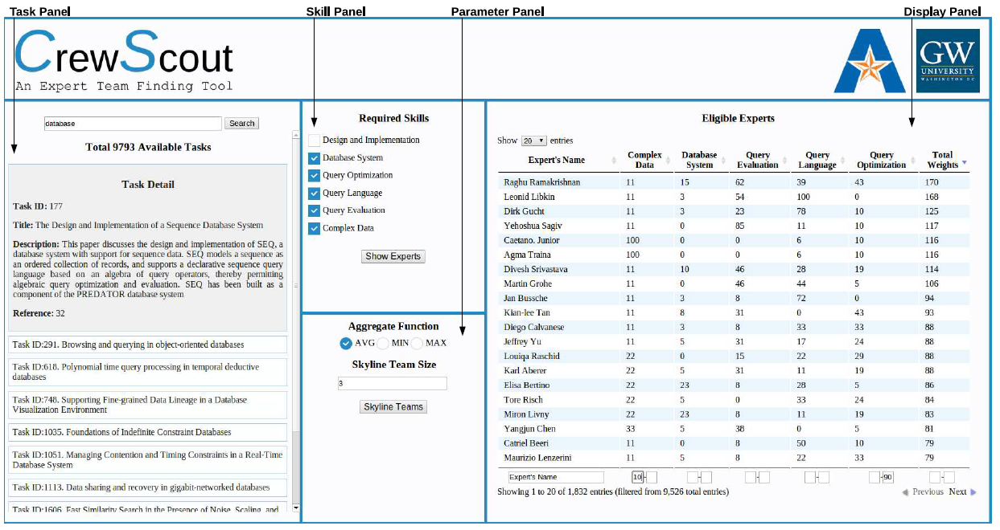 Task Panel
Skill Panel
Parameter Panel
Display Panel
CrewScout
An Expert Team Finding Tool
GW
UNIVERSITY
WASHINGTON DC
database
Search
Total 9793 Available Tasks
Task Detail
Task ID: 177
Title: The Design and Implementation of a Sequence Database System
Description: This paper discusses the design and implementation of SEQ, a
database system with support for sequence data. SEQ models a sequence as
an ordered collection of records, and supports a declarative sequence query
language based on an algebra of query operators, thereby permitting
algebraic query optimization and evaluation. SEQ has been built as a
component of the PREDATOR database system
Reference: 32
Task ID:291. Browsing and querying in object-oriented databases
Task ID:618. Polynomial time query processing in temporal deductive
databases
Task ID:748. Supporting Fine-grained Data Lineage in a Database
Visualization Environment
Task ID:1035. Foundations of Indefinite Constraint Databases
Task ID:1051. Managing Contention and Timing Constraints in a Real-Time
Database System
Task ID:1113. Data sharing and recovery in gigabit-networked databases
Task ID:1606. Fast Similarity Search in the Presence of Noise, Scaling, and
Required Skills
Design and Implementation
Database System
Query Optimization
Query Language
Query Evaluation
Complex Data
Show Experts
Aggregate Function
AVG MIN MAX
Skyline Team Size
3
Skyline Teams
Eligible Experts
Show 20 entries
Expert's Name Complex Data Database System Query Evaluation Query Language Query Optimization Total Weights
Raghu Ramakrishnan 11 15 62 39 43 170
Leonid Libkin 11 3 54 100 0 168
Dirk Gucht 11 3 23 78 10 125
Yehoshua Sagiv 11 0 85 11 10 117
Caetano. Junior 100 0 0 6 10 116
Agma Traina 100 0 0 6 10 116
Divesh Srivastava 11 10 46 28 19 114
Martin Grohe 11 0 46 44 5 106
Jan Bussche 11 3 8 72 0 94
Kian-lee Tan 11 8 31 0 43 93
Diego Calvanese 11 3 8 33 33 88
Jeffrey Yu 11 5 31 17 24 88
Louiqa Raschid 22 0 15 22 29 88
Karl Aberer 22 5 31 11 19 88
Elisa Bertino 22 23 8 28 5 86
Tore Risch 22 5 0 33 24 84
Miron Livny 22 23 8 11 19 83
Yangjun Chen 33 5 38 0 5 81
Catriel Beeri 11 0 8 50 10 79
Maurizio Lenzerini 11 5 8 22 33 79
Expert's Name 10 - - - - - 90 -
Showing 1 to 20 of 1,832 entries (filtered from 9,526 total entries)
Previous Next